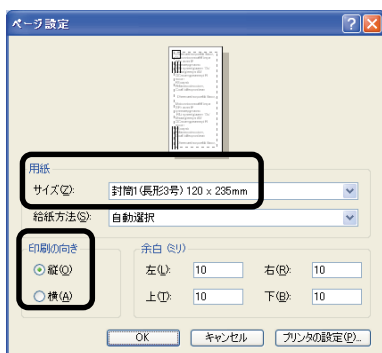 ページ設定
用紙
サイズ(Z): 封筒1(長形3号) 120 x 235mm
給紙方法(S): 自動選択
印刷の向き
縦(O)
横(A)
余白 (ミリ)
左(L): 10 右(R): 10
上(T): 10 下(B): 10
OK キャンセル プリンタの設定(P)...